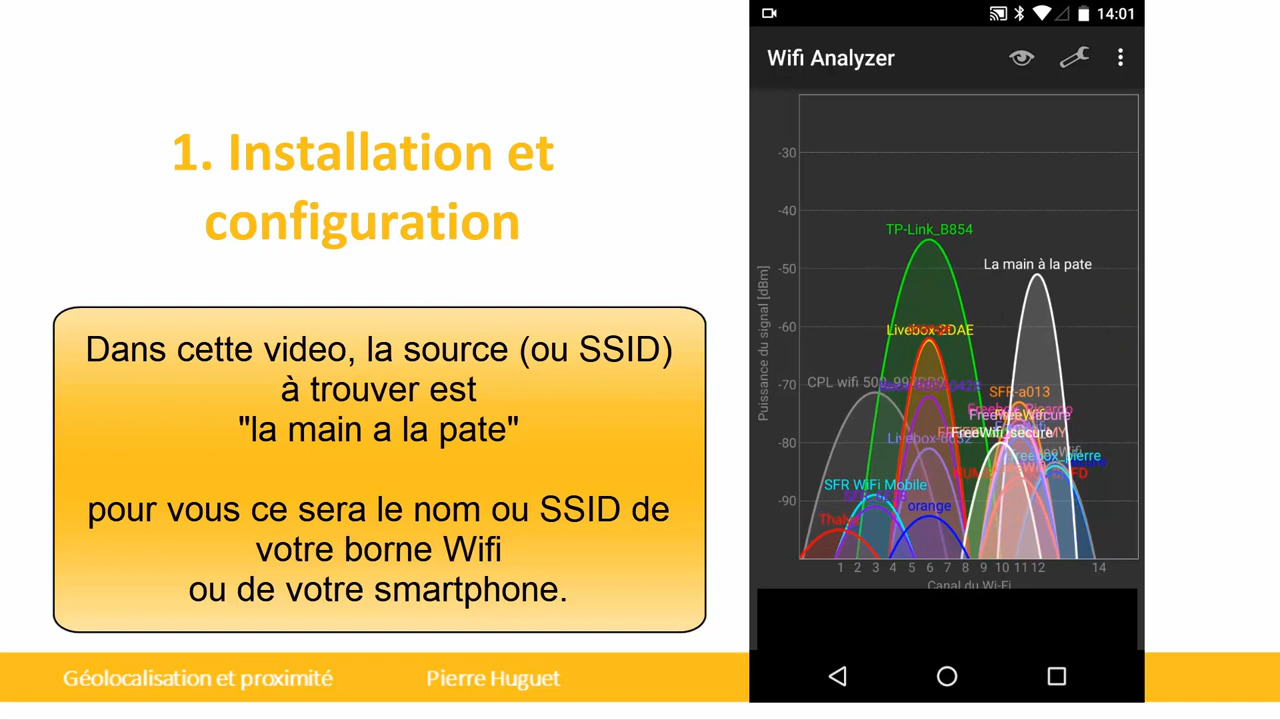 14:01
Wifi Analyzer
1. Installation et
configuration
Dans cette video, la source (ou SSID)
à trouver est
"la main a la pate"
pour vous ce sera le nom ou SSID de
votre borne Wifi
ou de votre smartphone.
Géolocalisation et proximité
Pierre Huguet
Puissance du signal [dBm]
-30
-40
-50
-60
-70
-80
-90
TP-Link_B854
La main à la pate
CPL wifi
SFR-a013
FreeWifi_secure
Freebox_pierre
SFR WiFi Mobile
orange
1 2 3 4 5 6 7 8 9 10 11 12 14
Canal du Wi-Fi